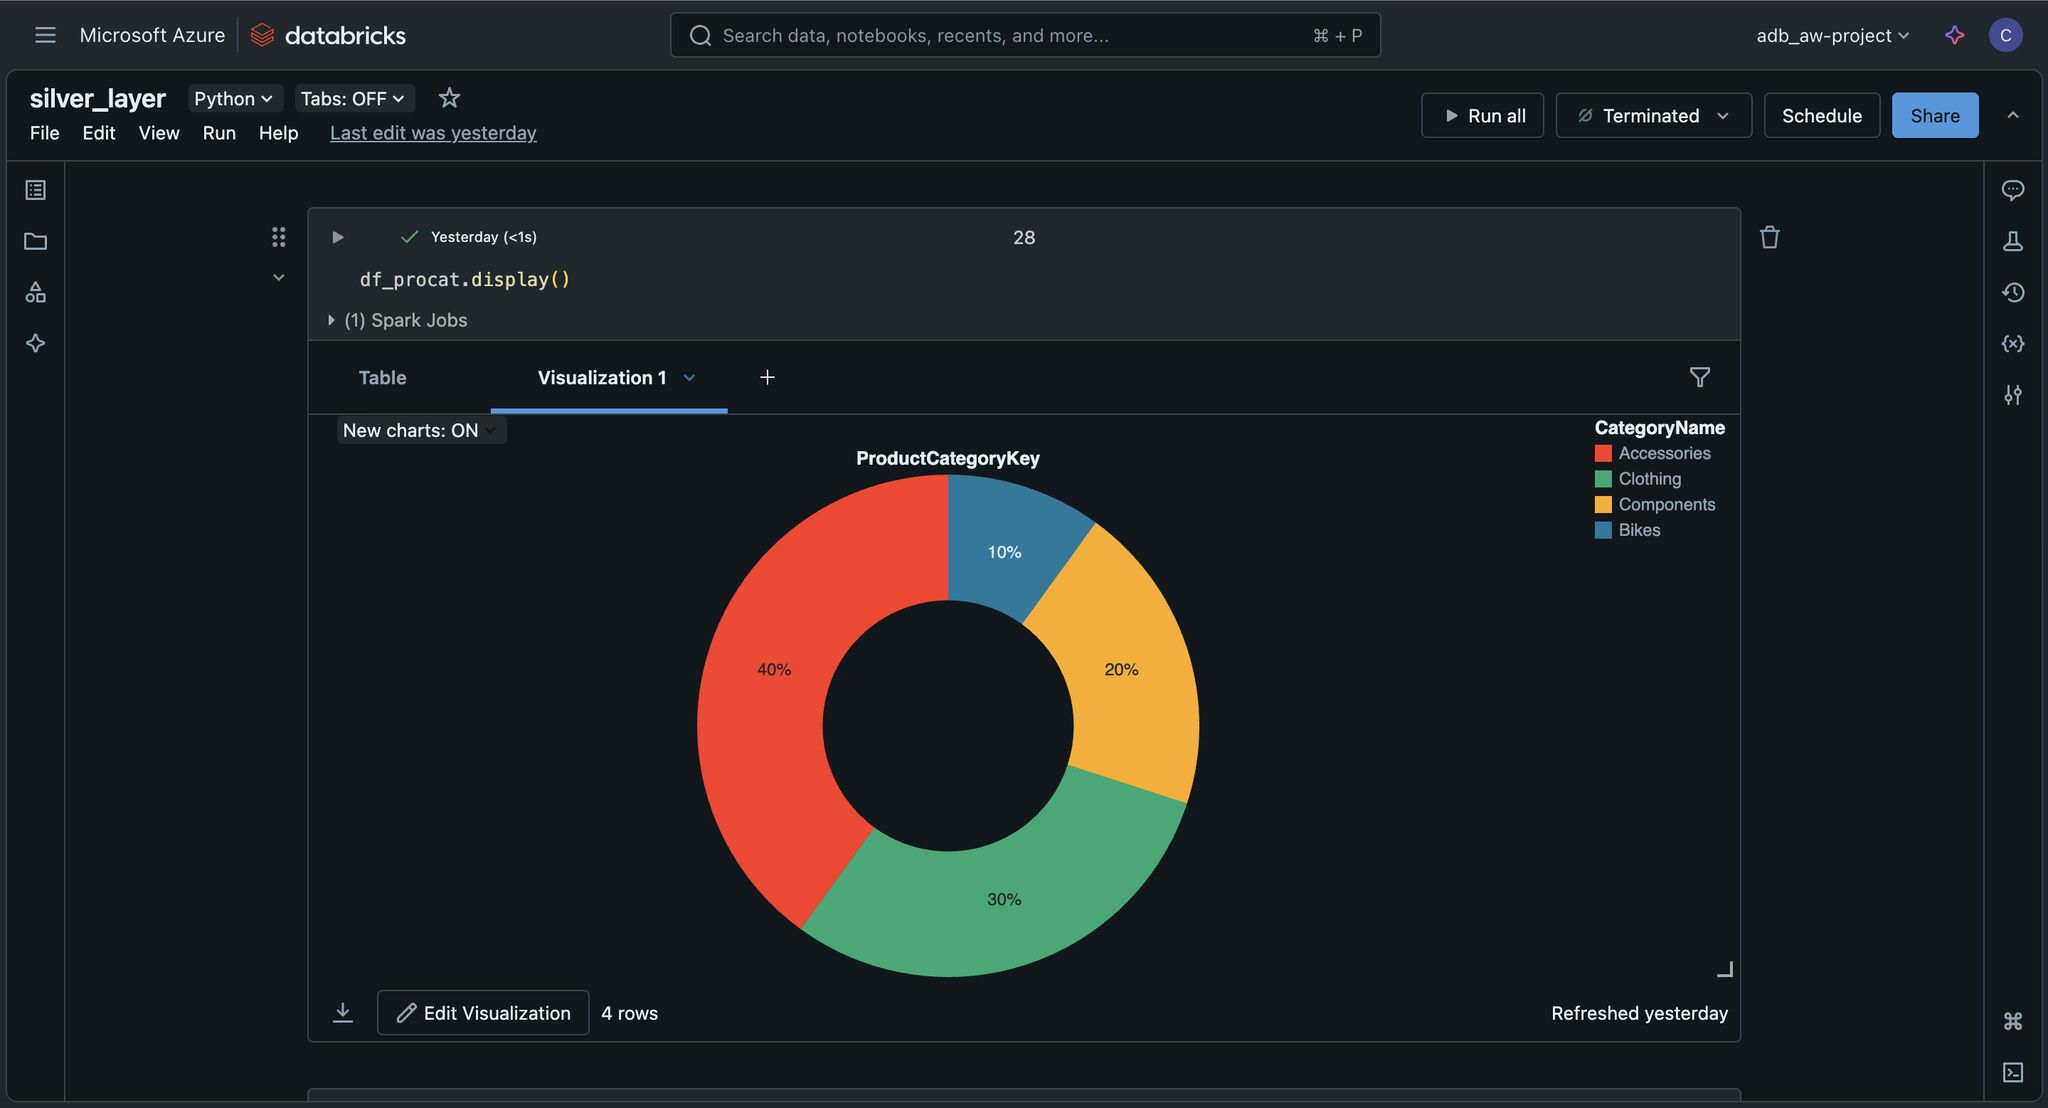 Microsoft Azure databricks
Search data, notebooks, recents, and more... ⌘ + P
adb_aw-project
C
silver_layer Python Tabs: OFF
File Edit View Run Help Last edit was yesterday
Run all Terminated Schedule Share
Yesterday (<1s) 28
df_procat.display()
(1) Spark Jobs
Table Visualization 1 +
New charts: ON
ProductCategoryKey
CategoryName
Accessories
Clothing
Components
Bikes
10%
40%
20%
30%
Edit Visualization 4 rows Refreshed yesterday